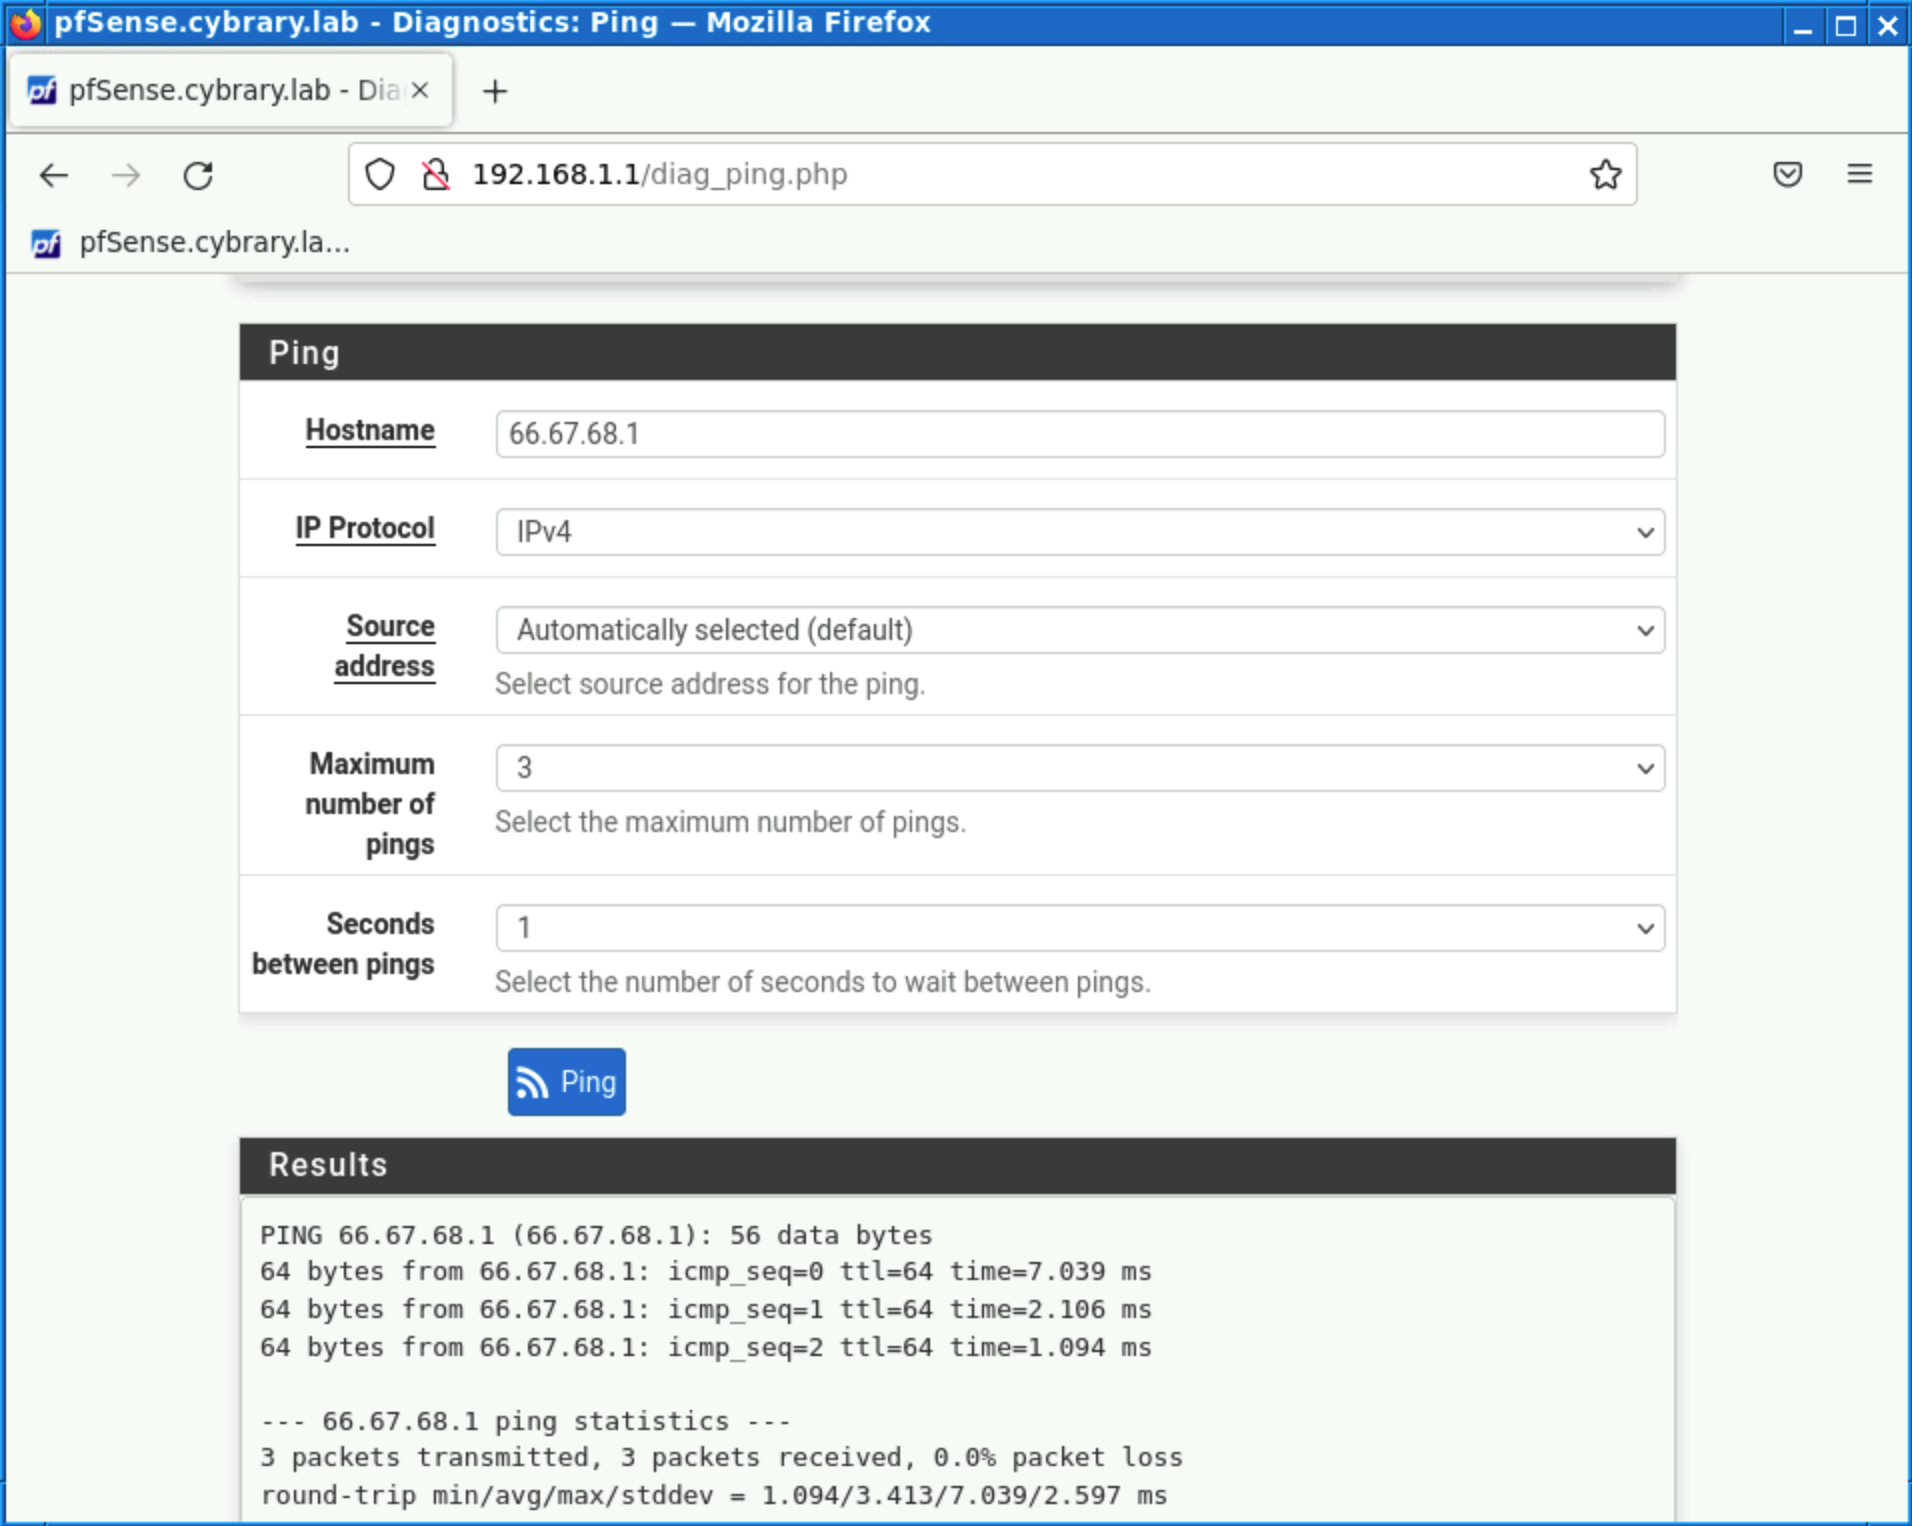 pfSense.cybrary.lab - Diagnostics: Ping — Mozilla Firefox
pfSense.cybrary.lab - Dia
192.168.1.1/diag_ping.php
pfSense.cybrary.la...
Ping
Hostname
66.67.68.1
IP Protocol
IPv4
Source
address
Automatically selected (default)
Select source address for the ping.
Maximum
number of
pings
3
Select the maximum number of pings.
Seconds
between pings
1
Select the number of seconds to wait between pings.
Ping
Results
PING 66.67.68.1 (66.67.68.1): 56 data bytes
64 bytes from 66.67.68.1: icmp_seq=0 ttl=64 time=7.039 ms
64 bytes from 66.67.68.1: icmp_seq=1 ttl=64 time=2.106 ms
64 bytes from 66.67.68.1: icmp_seq=2 ttl=64 time=1.094 ms
--- 66.67.68.1 ping statistics ---
3 packets transmitted, 3 packets received, 0.0% packet loss
round-trip min/avg/max/stddev = 1.094/3.413/7.039/2.597 ms